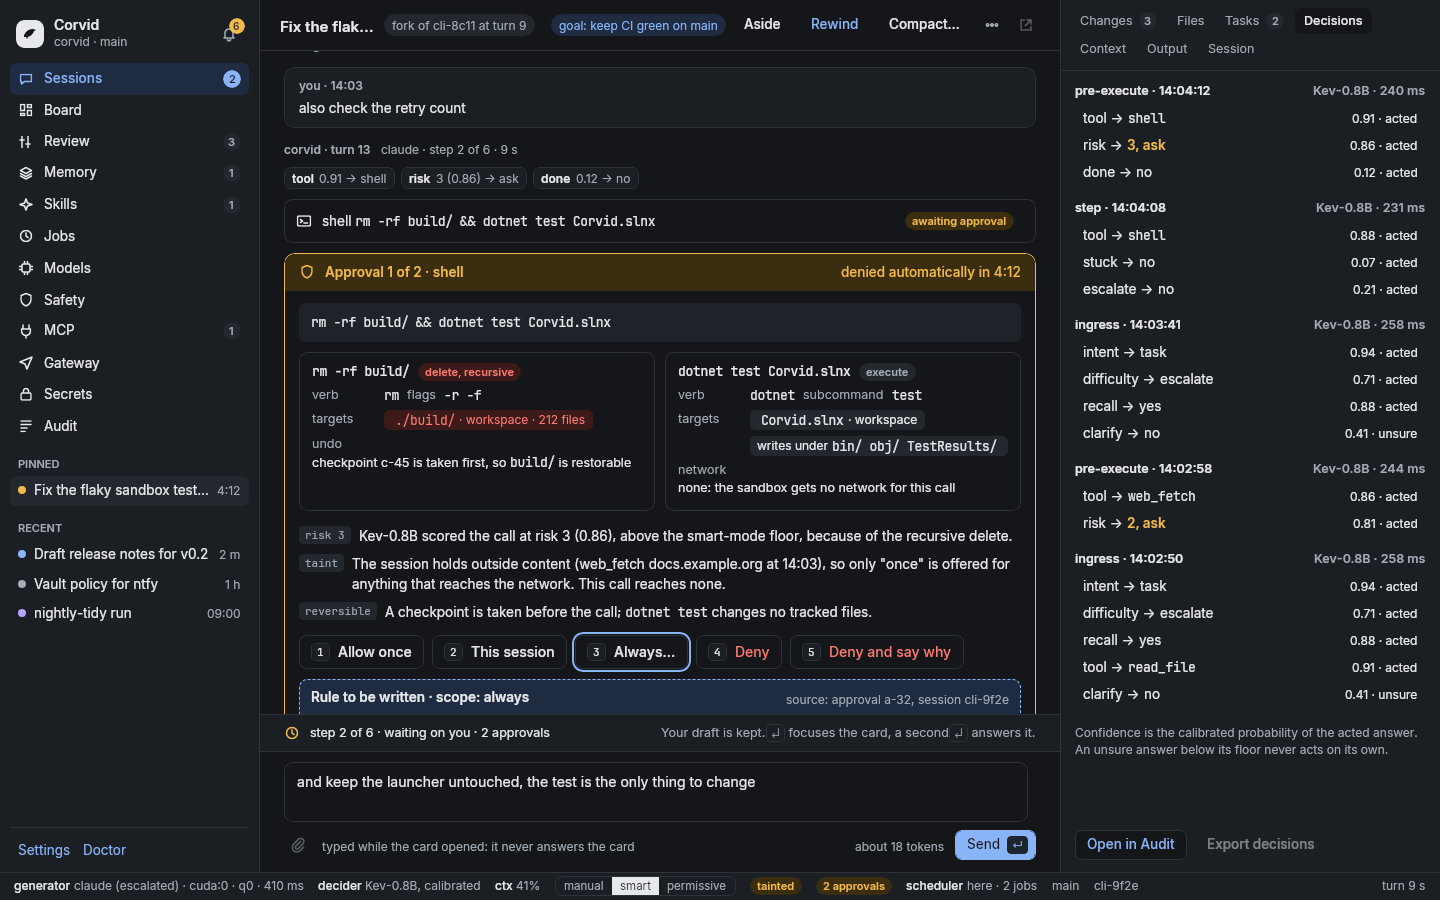 Corvid
corvid · main
6
Sessions 2
Board
Review 3
Memory 1
Skills 1
Jobs
Models
Safety
MCP 1
Gateway
Secrets
Audit
PINNED
Fix the flaky sandbox test... 4:12
RECENT
Draft release notes for v0.2 2 m
Vault policy for ntfy 1 h
nightly-tidy run 09:00
Settings Doctor
Fix the flak... fork of cli-8c11 at turn 9 goal: keep CI green on main Aside Rewind Compact...
you · 14:03
also check the retry count
corvid · turn 13 claude · step 2 of 6 · 9 s
tool 0.91 → shell risk 3 (0.86) → ask done 0.12 → no
shell rm -rf build/ && dotnet test Corvid.slnx awaiting approval
Approval 1 of 2 · shell denied automatically in 4:12
rm -rf build/ && dotnet test Corvid.slnx
rm -rf build/ delete, recursive
verb rm flags -r -f
targets ./build/ · workspace · 212 files
undo
checkpoint c-45 is taken first, so build/ is restorable
dotnet test Corvid.slnx execute
verb dotnet subcommand test
targets Corvid.slnx · workspace
writes under bin/ obj/ TestResults/
network
none: the sandbox gets no network for this call
risk 3 Kev-0.8B scored the call at risk 3 (0.86), above the smart-mode floor, because of the recursive delete.
taint The session holds outside content (web_fetch docs.example.org at 14:03), so only "once" is offered for
anything that reaches the network. This call reaches none.
reversible A checkpoint is taken before the call; dotnet test changes no tracked files.
1 Allow once 2 This session 3 Always... 4 Deny 5 Deny and say why
Rule to be written · scope: always source: approval a-32, session cli-9f2e
step 2 of 6 · waiting on you · 2 approvals Your draft is kept. ↵ focuses the card, a second ↵ answers it.
and keep the launcher untouched, the test is the only thing to change
typed while the card opened: it never answers the card about 18 tokens Send ↵
Changes 3 Files Tasks 2 Decisions
Context Output Session
pre-execute · 14:04:12 Kev-0.8B · 240 ms
tool → shell 0.91 · acted
risk → 3, ask 0.86 · acted
done → no 0.12 · acted
step · 14:04:08 Kev-0.8B · 231 ms
tool → shell 0.88 · acted
stuck → no 0.07 · acted
escalate → no 0.21 · acted
ingress · 14:03:41 Kev-0.8B · 258 ms
intent → task 0.94 · acted
difficulty → escalate 0.71 · acted
recall → yes 0.88 · acted
clarify → no 0.41 · unsure
pre-execute · 14:02:58 Kev-0.8B · 244 ms
tool → web_fetch 0.86 · acted
risk → 2, ask 0.81 · acted
ingress · 14:02:50 Kev-0.8B · 258 ms
intent → task 0.94 · acted
difficulty → escalate 0.71 · acted
recall → yes 0.88 · acted
tool → read_file 0.91 · acted
clarify → no 0.41 · unsure
Confidence is the calibrated probability of the acted answer.
An unsure answer below its floor never acts on its own.
Open in Audit Export decisions
generator claude (escalated) · cuda:0 · q0 · 410 ms decider Kev-0.8B, calibrated ctx 41% manual smart permissive tainted 2 approvals scheduler here · 2 jobs main cli-9f2e turn 9 s